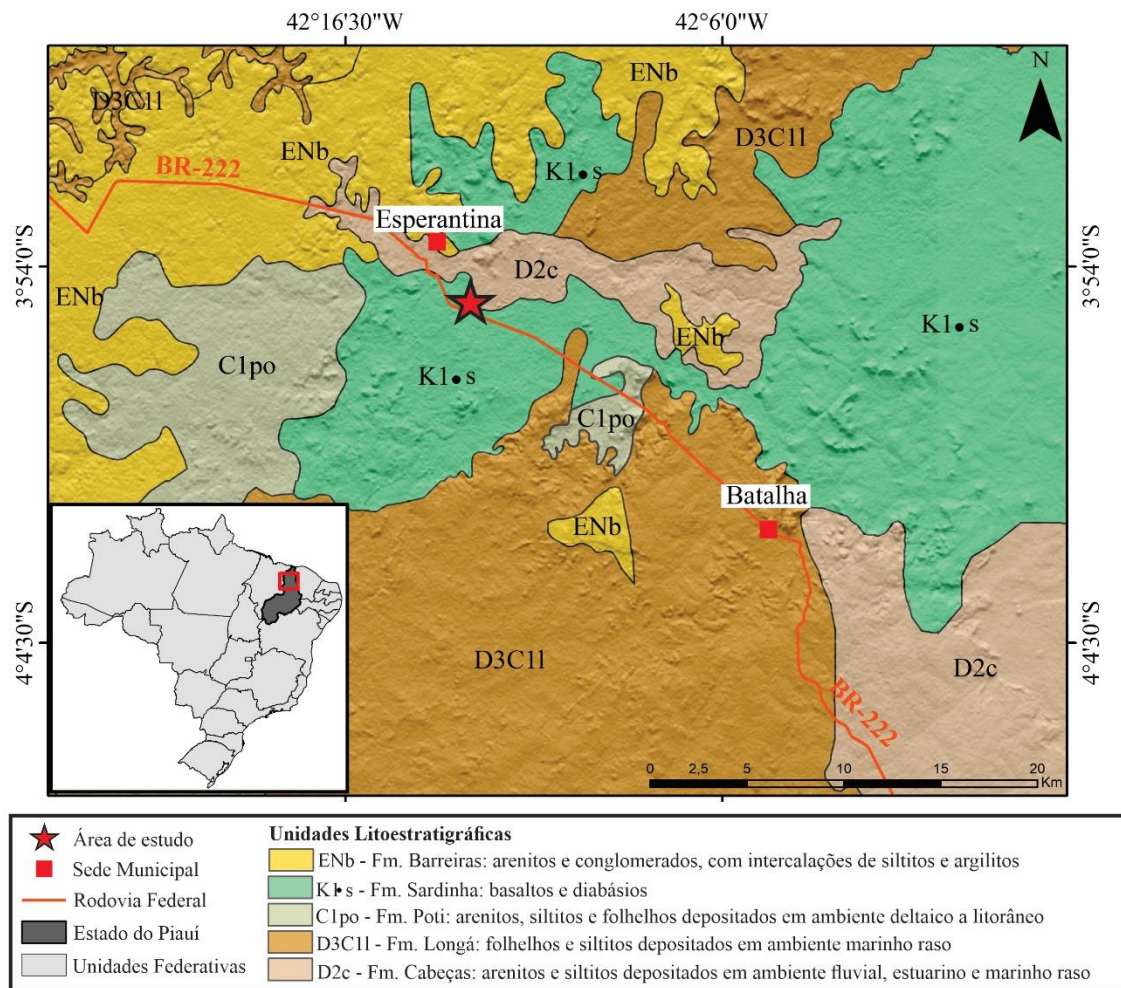 42°16'30"W
42°6'0"W
N
D3C1l
ENb
ENb
D3C1l
BR-222
K1•s
Esperantina
3°54'0"S
3°54'0"S
D2c
ENb
K1•s
ENb
C1po
K1•s
C1po
Batalha
ENb
4°4'30"S
4°4'30"S
D3C1l
D2c
BR-222
0 2,5 5 10 15 20
Km
Área de estudo
Sede Municipal
Rodovia Federal
Estado do Piauí
Unidades Federativas
Unidades Litoestratigráficas
ENb - Fm. Barreiras: arenitos e conglomerados, com intercalações de siltitos e argilitos
K1•s - Fm. Sardinha: basaltos e diabásios
C1po - Fm. Poti: arenitos, siltitos e folhelhos depositados em ambiente deltaico a litorâneo
D3C1l - Fm. Longá: folhelhos e siltitos depositados em ambiente marinho raso
D2c - Fm. Cabeças: arenitos e siltitos depositados em ambiente fluvial, estuarino e marinho raso